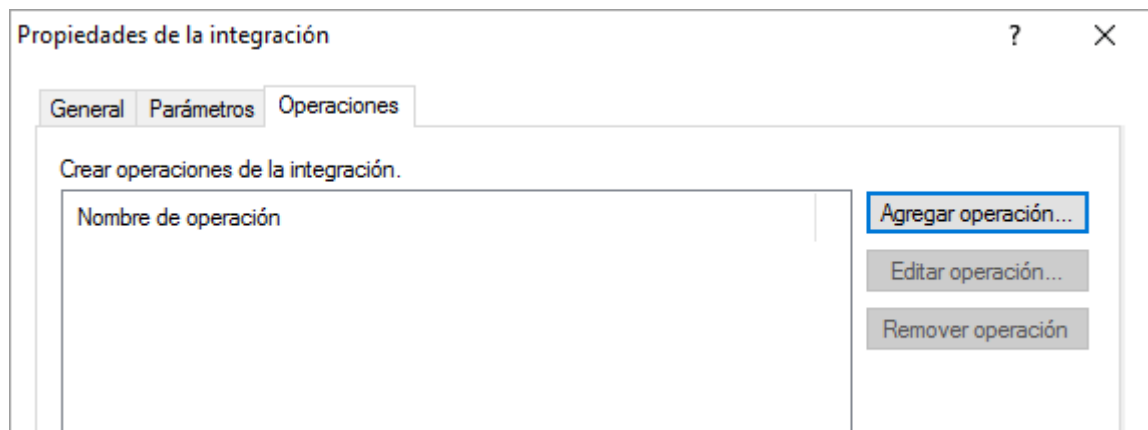 Propiedades de la integración ?
General Parámetros Operaciones
Crear operaciones de la integración.
Nombre de operación
Agregar operación...
Editar operación...
Remover operación